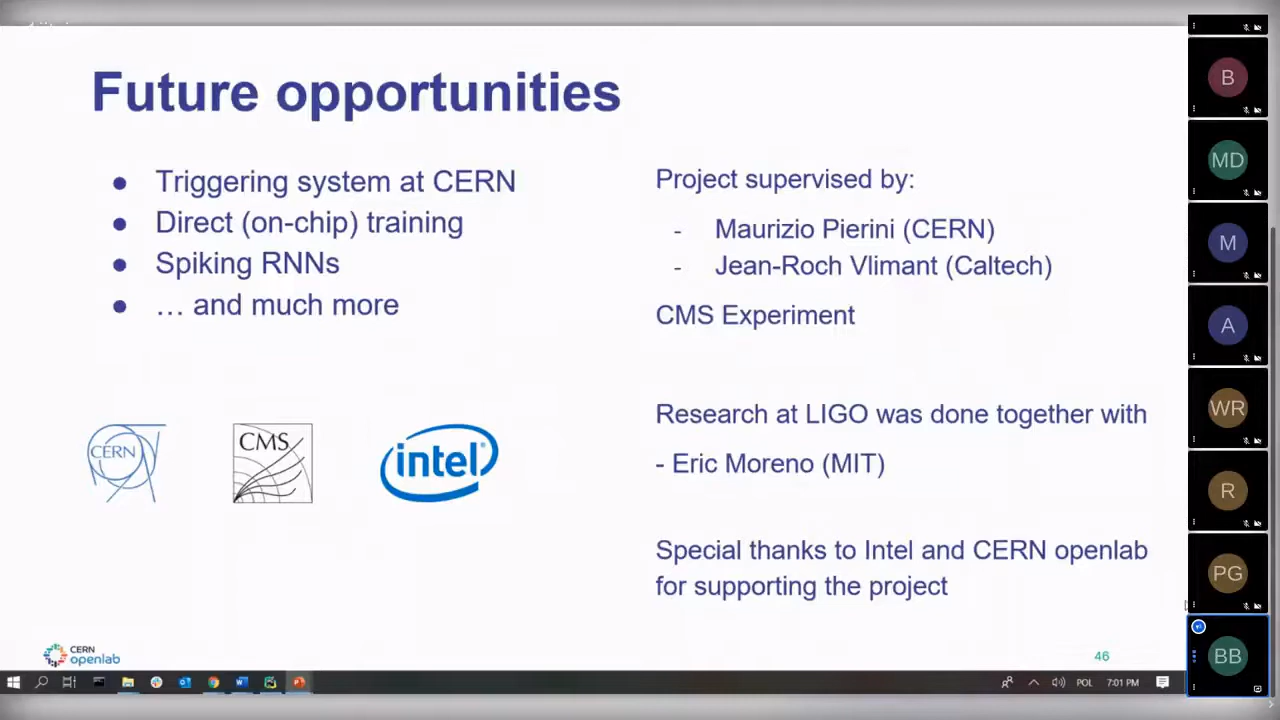 Future opportunities
● Triggering system at CERN
● Direct (on-chip) training
● Spiking RNNs
● … and much more
Project supervised by:
- Maurizio Pierini (CERN)
- Jean-Roch Vlimant (Caltech)
CMS Experiment
Research at LIGO was done together with
- Eric Moreno (MIT)
Special thanks to Intel and CERN openlab
for supporting the project
CERN
CMS
intel®
CERN
openlab
46
B
MD
M
A
WR
R
PG
BB
POL
7:01 PM